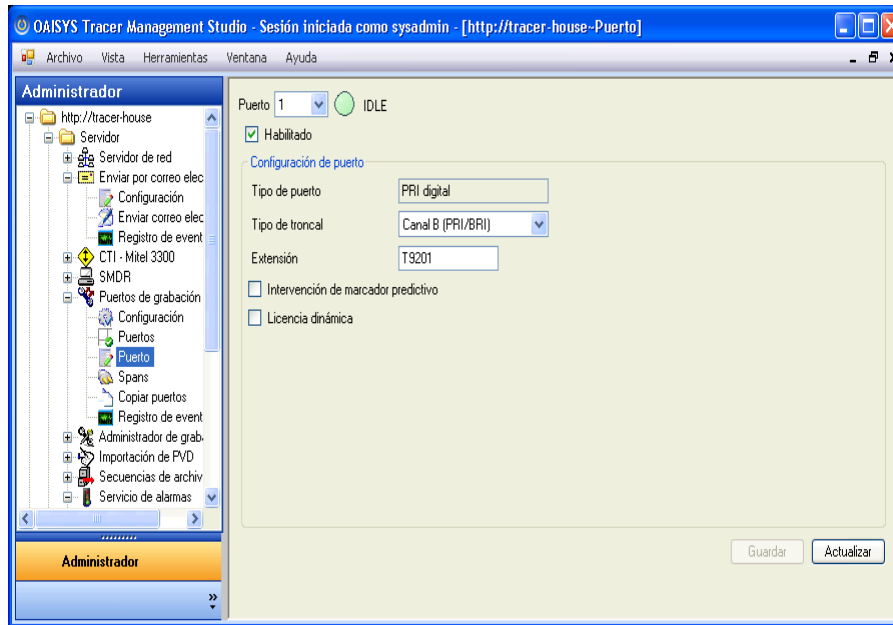 OAISYS Tracer Management Studio - Sesión iniciada como sysadmin - [http://tracer-house~Puerto]
Archivo Vista Herramientas Ventana Ayuda
Administrador
http://tracer-house
Servidor
Servidor de red
Enviar por correo elec
Configuración
Enviar correo elec
Registro de event
CTI - Mitel 3300
SMDR
Puertos de grabación
Configuración
Puertos
Puerto
Spans
Copiar puertos
Registro de event
Administrador de grab
Importación de PVD
Secuencias de archiv
Servicio de alarmas
Administrador
Puerto 1 IDLE
Habilitado
Configuración de puerto
Tipo de puerto PRI digital
Tipo de troncal Canal B (PRI/BRI)
Extensión T9201
Intervención de marcador predictivo
Licencia dinámica
Guardar Actualizar